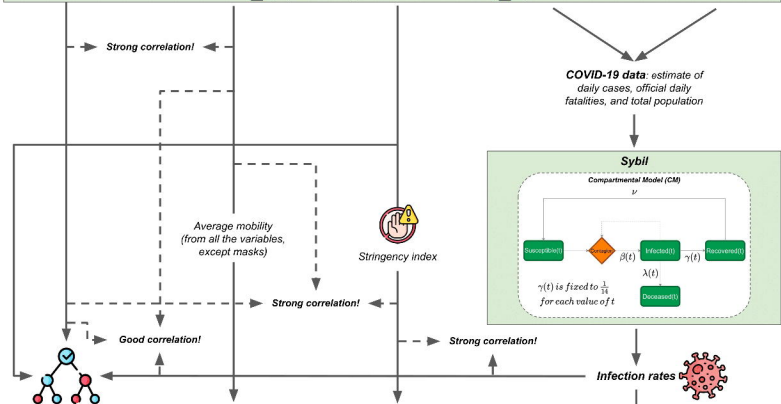 Strong correlation!
COVID-19 data: estimate of
daily cases, official daily
fatalities, and total population
Sybil
Compartmental Model (CM)
ν
Susceptible(t)
Contagion
β(t)
Infected(t)
γ(t)
Recovered(t)
λ(t)
γ(t) is fixed to 1/14
for each value of t
Deceased(t)
Average mobility
(from all the variables,
except masks)
Stringency index
Strong correlation!
Good correlation!
Strong correlation!
Infection rates